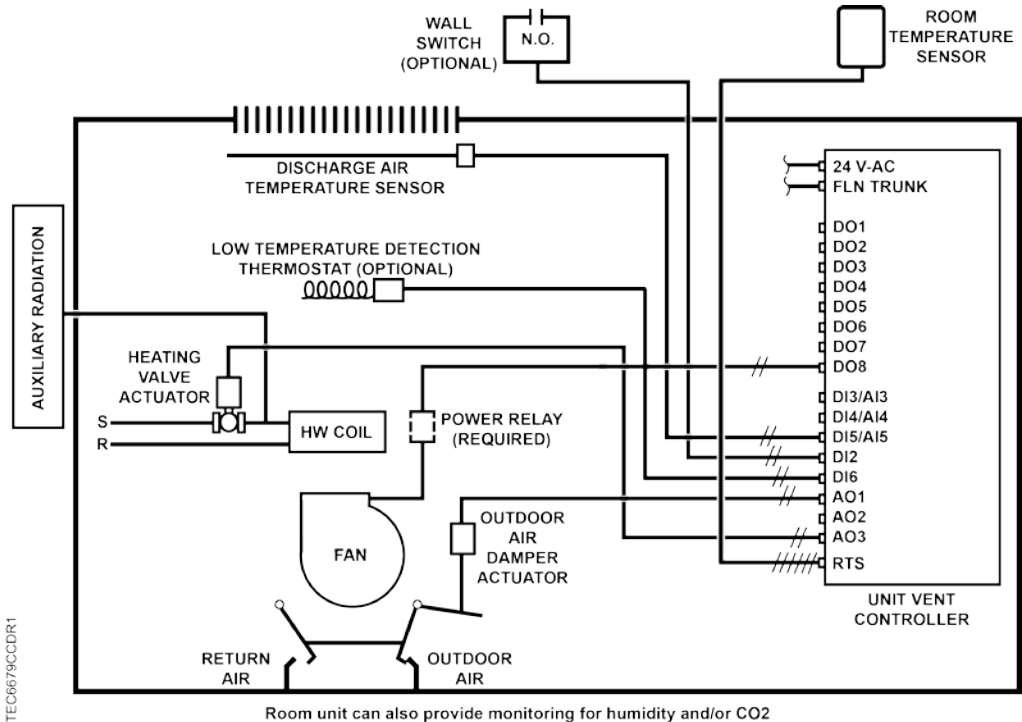 WALL
SWITCH
(OPTIONAL)
N.O.
ROOM
TEMPERATURE
SENSOR
DISCHARGE AIR
TEMPERATURE SENSOR
24 V-AC
FLN TRUNK
DO1
DO2
DO3
DO4
DO5
DO6
DO7
DO8
DI3/AI3
DI4/AI4
DI5/AI5
DI2
DI6
AO1
AO2
AO3
RTS
UNIT VENT
CONTROLLER
LOW TEMPERATURE DETECTION
THERMOSTAT (OPTIONAL)
AUXILIARY RADIATION
HEATING
VALVE
ACTUATOR
S
R
HW COIL
POWER RELAY
(REQUIRED)
FAN
OUTDOOR
AIR
DAMPER
ACTUATOR
RETURN
AIR
OUTDOOR
AIR
TEC6679CCDR1
Room unit can also provide monitoring for humidity and/or CO2